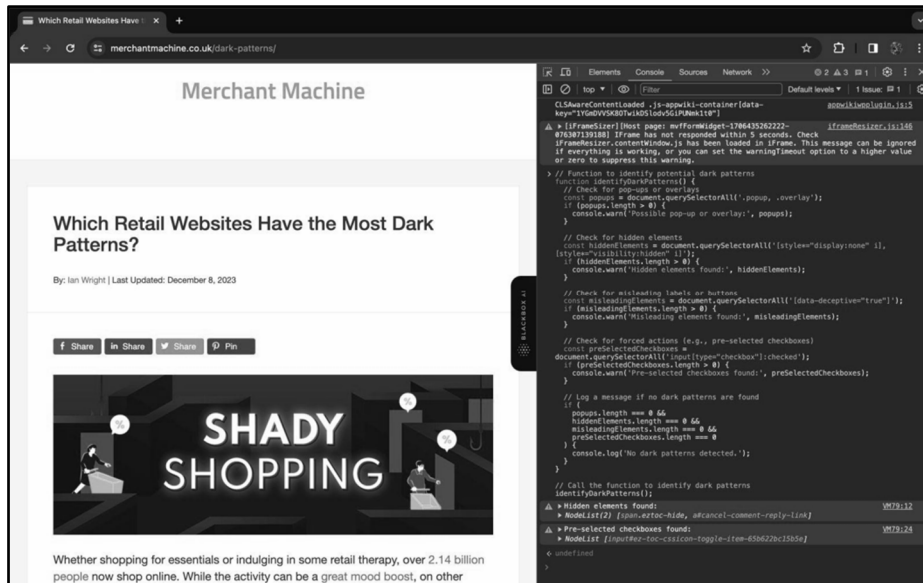 Which Retail Websites Have t
merchantmachine.co.uk/dark-patterns/
Merchant Machine
Which Retail Websites Have the Most Dark
Patterns?
By: Ian Wright | Last Updated: December 8, 2023
Share
Share
Share
Pin
SHADY
SHOPPING
%
%
%
Whether shopping for essentials or indulging in some retail therapy, over 2.14 billion
people now shop online. While the activity can be a great mood boost, on other
BLACKBOX AI
Elements Console Sources Network
2 3 1
top Filter Default levels 1 Issue: 1
CLSAwareContentLoaded .js-appwiki-container[data- appwikiwpplugin.js:5
[iFrameSizer][Host page: mvfFormWidget-1706435262222- iframeResizer.js:146
076307139188] IFrame has not responded within 5 seconds. Check
iFrameResizer.contentWindow.js has been loaded in iFrame. This message can be ignored
if everything is working, or you can set the warningTimeout option to a higher value
or zero to suppress this warning.
// Function to identify potential dark patterns
function identifyDarkPatterns() {
// Check for pop-ups or overlays
const popups = document.querySelectorAll('.popup, .overlay');
if (popups.length > 0) {
console.warn('Possible pop-up or overlay:', popups);
}
// Check for hidden elements
const hiddenElements = document.querySelectorAll('[style*="display:none" i],
[style*="visibility:hidden" i]');
if (hiddenElements.length > 0) {
console.warn('Hidden elements found:', hiddenElements);
}
// Check for misleading labels or buttons
const misleadingElements = document.querySelectorAll('[data-deceptive="true"]');
if (misleadingElements.length > 0) {
console.warn('Misleading elements found:', misleadingElements);
}
// Check for forced actions (e.g., pre-selected checkboxes)
const preSelectedCheckboxes =
document.querySelectorAll('input[type="checkbox"]:checked');
if (preSelectedCheckboxes.length > 0) {
console.warn('Pre-selected checkboxes found:', preSelectedCheckboxes);
}
// Log a message if no dark patterns are found
if (
popups.length === 0 &&
hiddenElements.length === 0 &&
misleadingElements.length === 0 &&
preSelectedCheckboxes.length === 0
) {
console.log('No dark patterns detected.');
}
}
// Call the function to identify dark patterns
identifyDarkPatterns();
Hidden elements found: VM79:12
NodeList(2) [span.eztoc-hide, a#cancel-comment-reply-link]
Pre-selected checkboxes found: VM79:24
NodeList [input#ez-toc-cssicon-toggle-item-65b622bc15b5e]
undefined